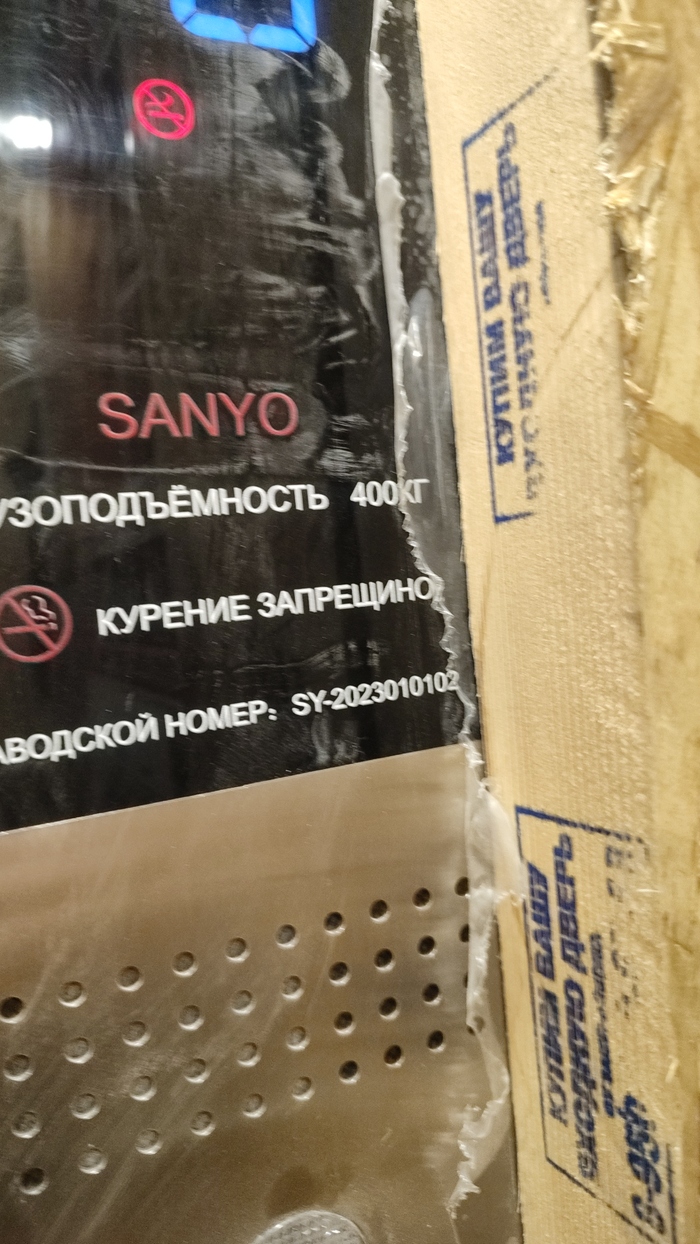 SANYO
УЗОПОДЪЁМНОСТЬ 400КГ
КУРЕНИЕ ЗАПРЕЩИНО
АВОДСКОЙ НОМЕР: SY-2023010102
КУПИМ ВАШУ
ВХОДНУЮ ДВЕРЬ
КУПИМ ВАШУ
ВХОДНУЮ ДВЕРЬ